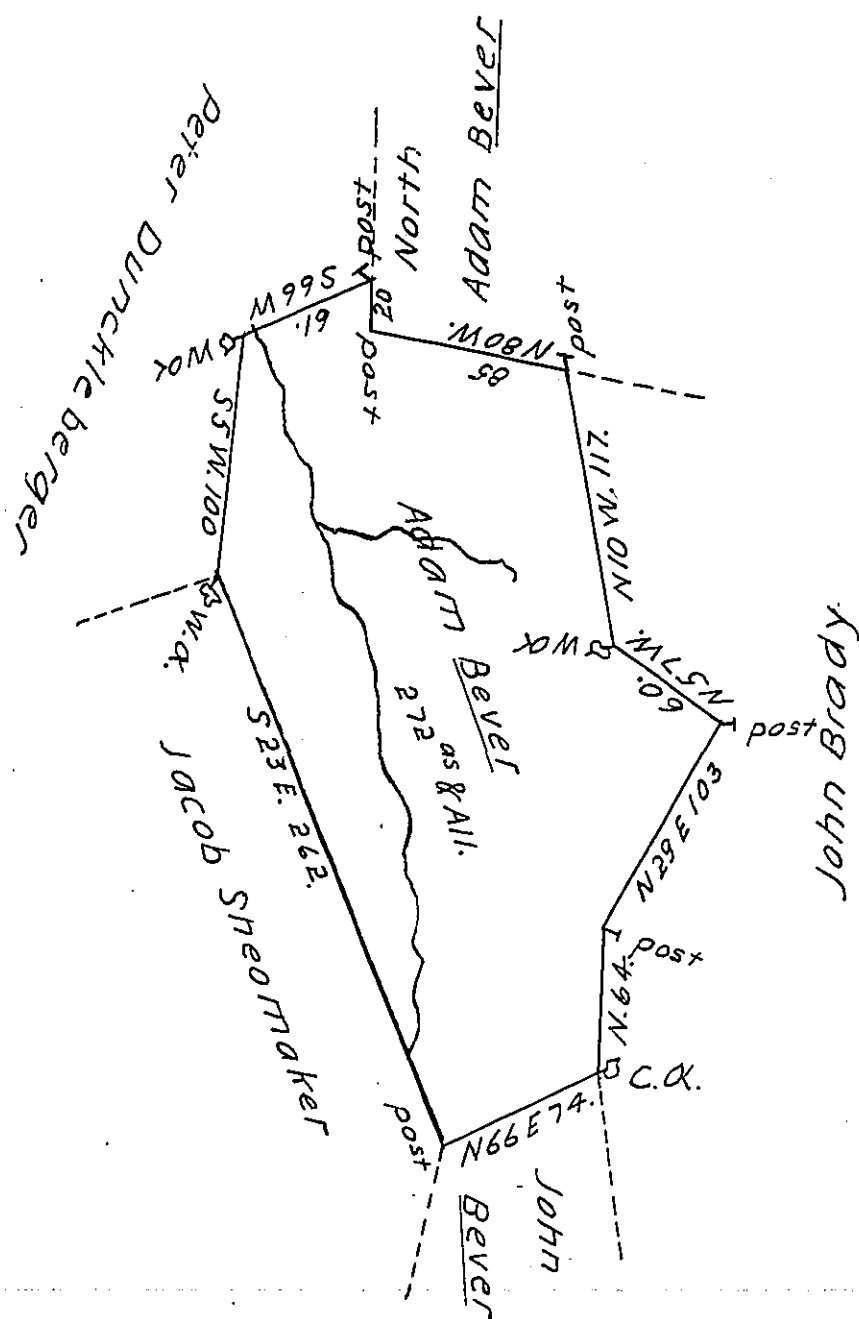 Adam Bever
North
post
20
post
S66W
61.
Peter Dunckleberger
W α
S5W.100
W.α.
N80W.
85
post
N10W. 117.
W α
N57W.
60.
post
John Brady.
N29E103
post
N.64.
C.α.
N66E74.
John
Bever
post
S23E. 262.
Jacob Sheomaker
Adam Bever
272 as & All.